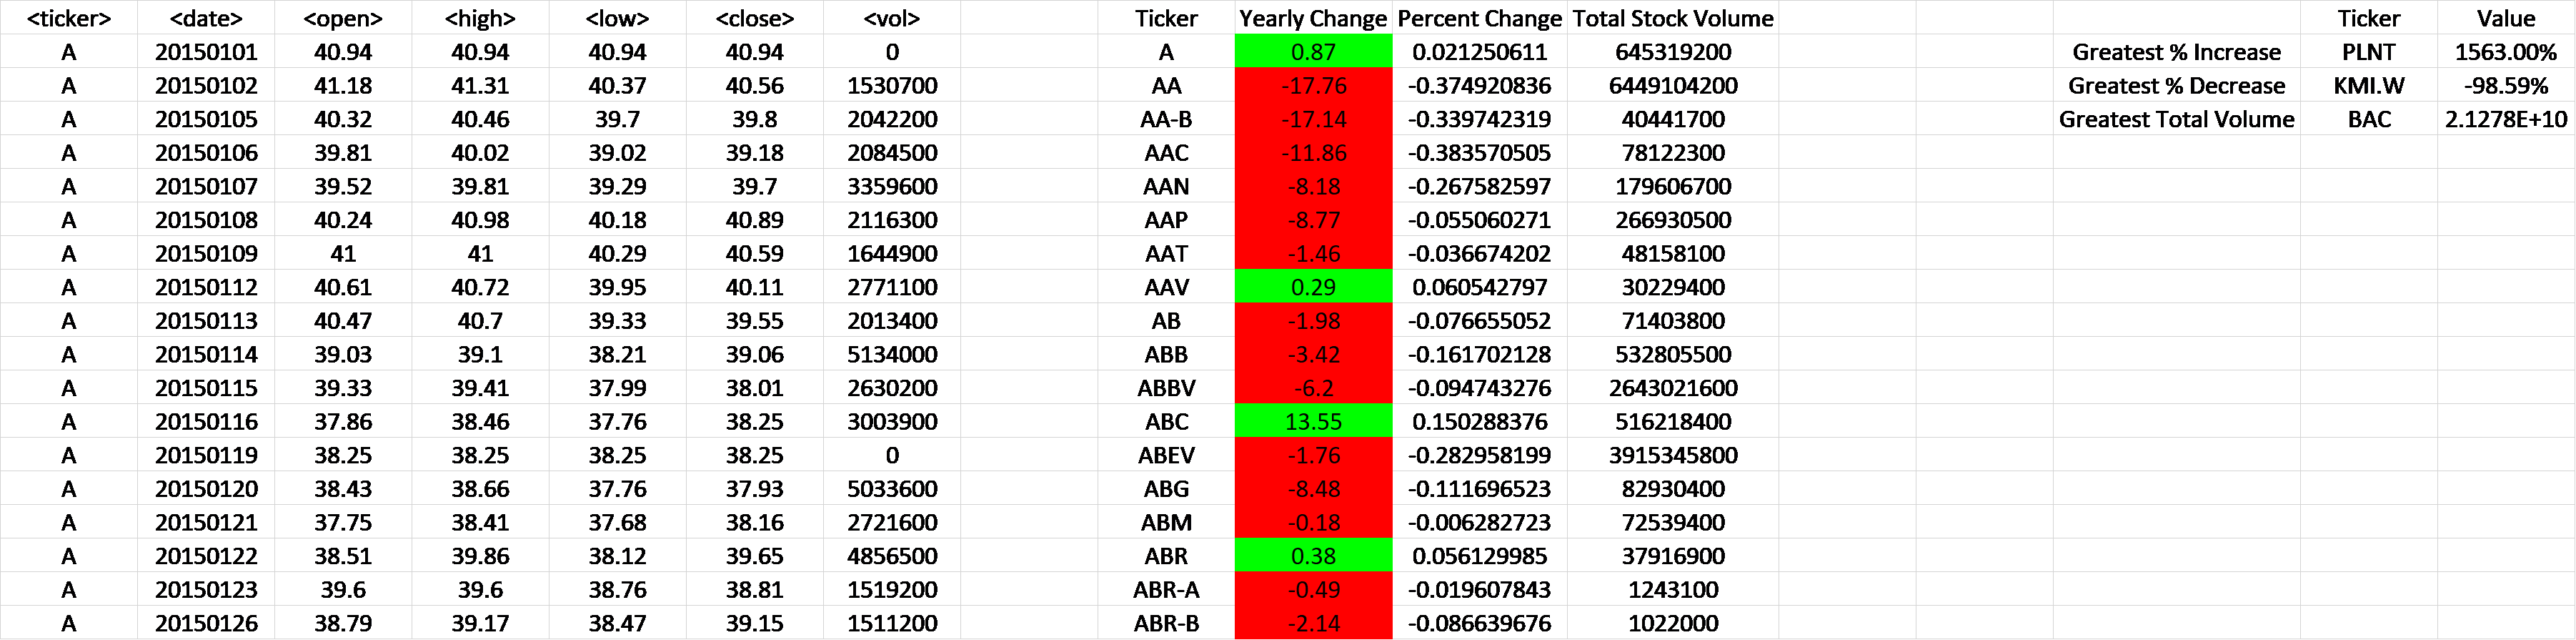 <ticker> <date> <open> <high> <low> <close> <vol> Ticker Yearly Change Percent Change Total Stock Volume Ticker Value
A 20150101 40.94 40.94 40.94 40.94 0 A 0.87 0.021250611 645319200 Greatest % Increase PLNT 1563.00%
A 20150102 41.18 41.31 40.37 40.56 1530700 AA -17.76 -0.374920836 6449104200 Greatest % Decrease KMI.W -98.59%
A 20150105 40.32 40.46 39.7 39.8 2042200 AA-B -17.14 -0.339742319 40441700 Greatest Total Volume BAC 2.1278E+10
A 20150106 39.81 40.02 39.02 39.18 2084500 AAC -11.86 -0.383570505 78122300
A 20150107 39.52 39.81 39.29 39.7 3359600 AAN -8.18 -0.267582597 179606700
A 20150108 40.24 40.98 40.18 40.89 2116300 AAP -8.77 -0.055060271 266930500
A 20150109 41 41 40.29 40.59 1644900 AAT -1.46 -0.036674202 48158100
A 20150112 40.61 40.72 39.95 40.11 2771100 AAV 0.29 0.060542797 30229400
A 20150113 40.47 40.7 39.33 39.55 2013400 AB -1.98 -0.076655052 71403800
A 20150114 39.03 39.1 38.21 39.06 5134000 ABB -3.42 -0.161702128 532805500
A 20150115 39.33 39.41 37.99 38.01 2630200 ABBV -6.2 -0.094743276 2643021600
A 20150116 37.86 38.46 37.76 38.25 3003900 ABC 13.55 0.150288376 516218400
A 20150119 38.25 38.25 38.25 38.25 0 ABEV -1.76 -0.282958199 3915345800
A 20150120 38.43 38.66 37.76 37.93 5033600 ABG -8.48 -0.111696523 82930400
A 20150121 37.75 38.41 37.68 38.16 2721600 ABM -0.18 -0.006282723 72539400
A 20150122 38.51 39.86 38.12 39.65 4856500 ABR 0.38 0.056129985 37916900
A 20150123 39.6 39.6 38.76 38.81 1519200 ABR-A -0.49 -0.019607843 1243100
A 20150126 38.79 39.17 38.47 39.15 1511200 ABR-B -2.14 -0.086639676 1022000